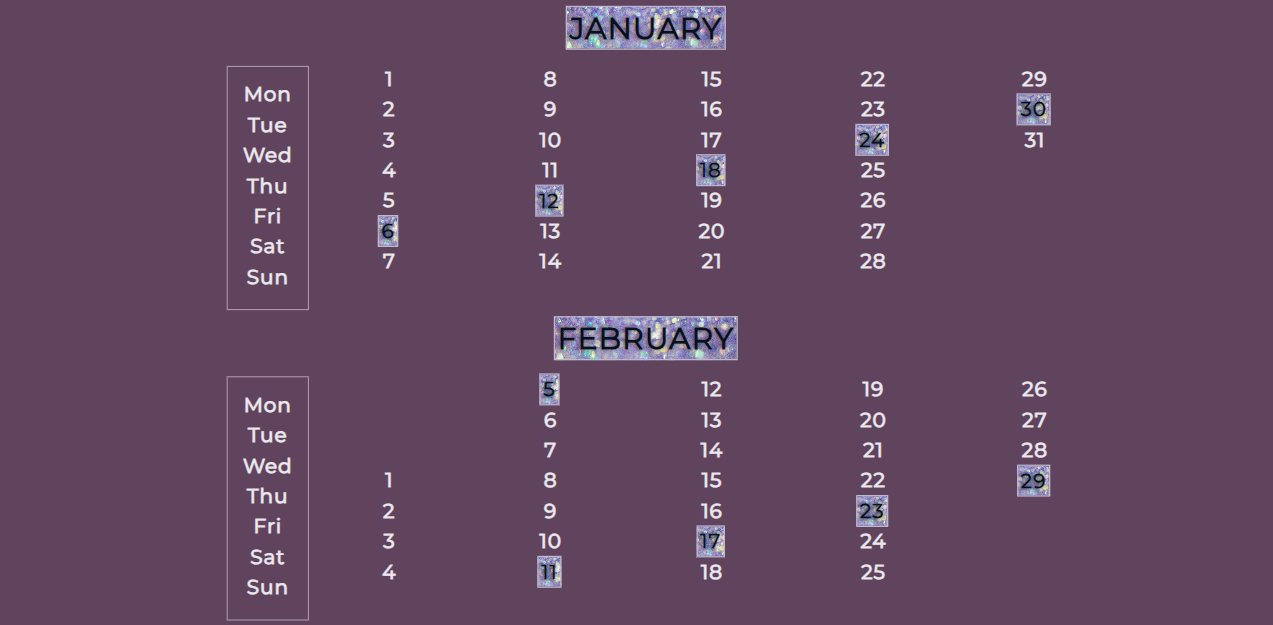 JANUARY
Mon 1 8 15 22 29
Tue 2 9 16 23 30
Wed 3 10 17 24 31
Thu 4 11 18 25
Fri 5 12 19 26
Sat 6 13 20 27
Sun 7 14 21 28
FEBRUARY
Mon 5 12 19 26
Tue 6 13 20 27
Wed 7 14 21 28
Thu 1 8 15 22 29
Fri 2 9 16 23
Sat 3 10 17 24
Sun 4 11 18 25